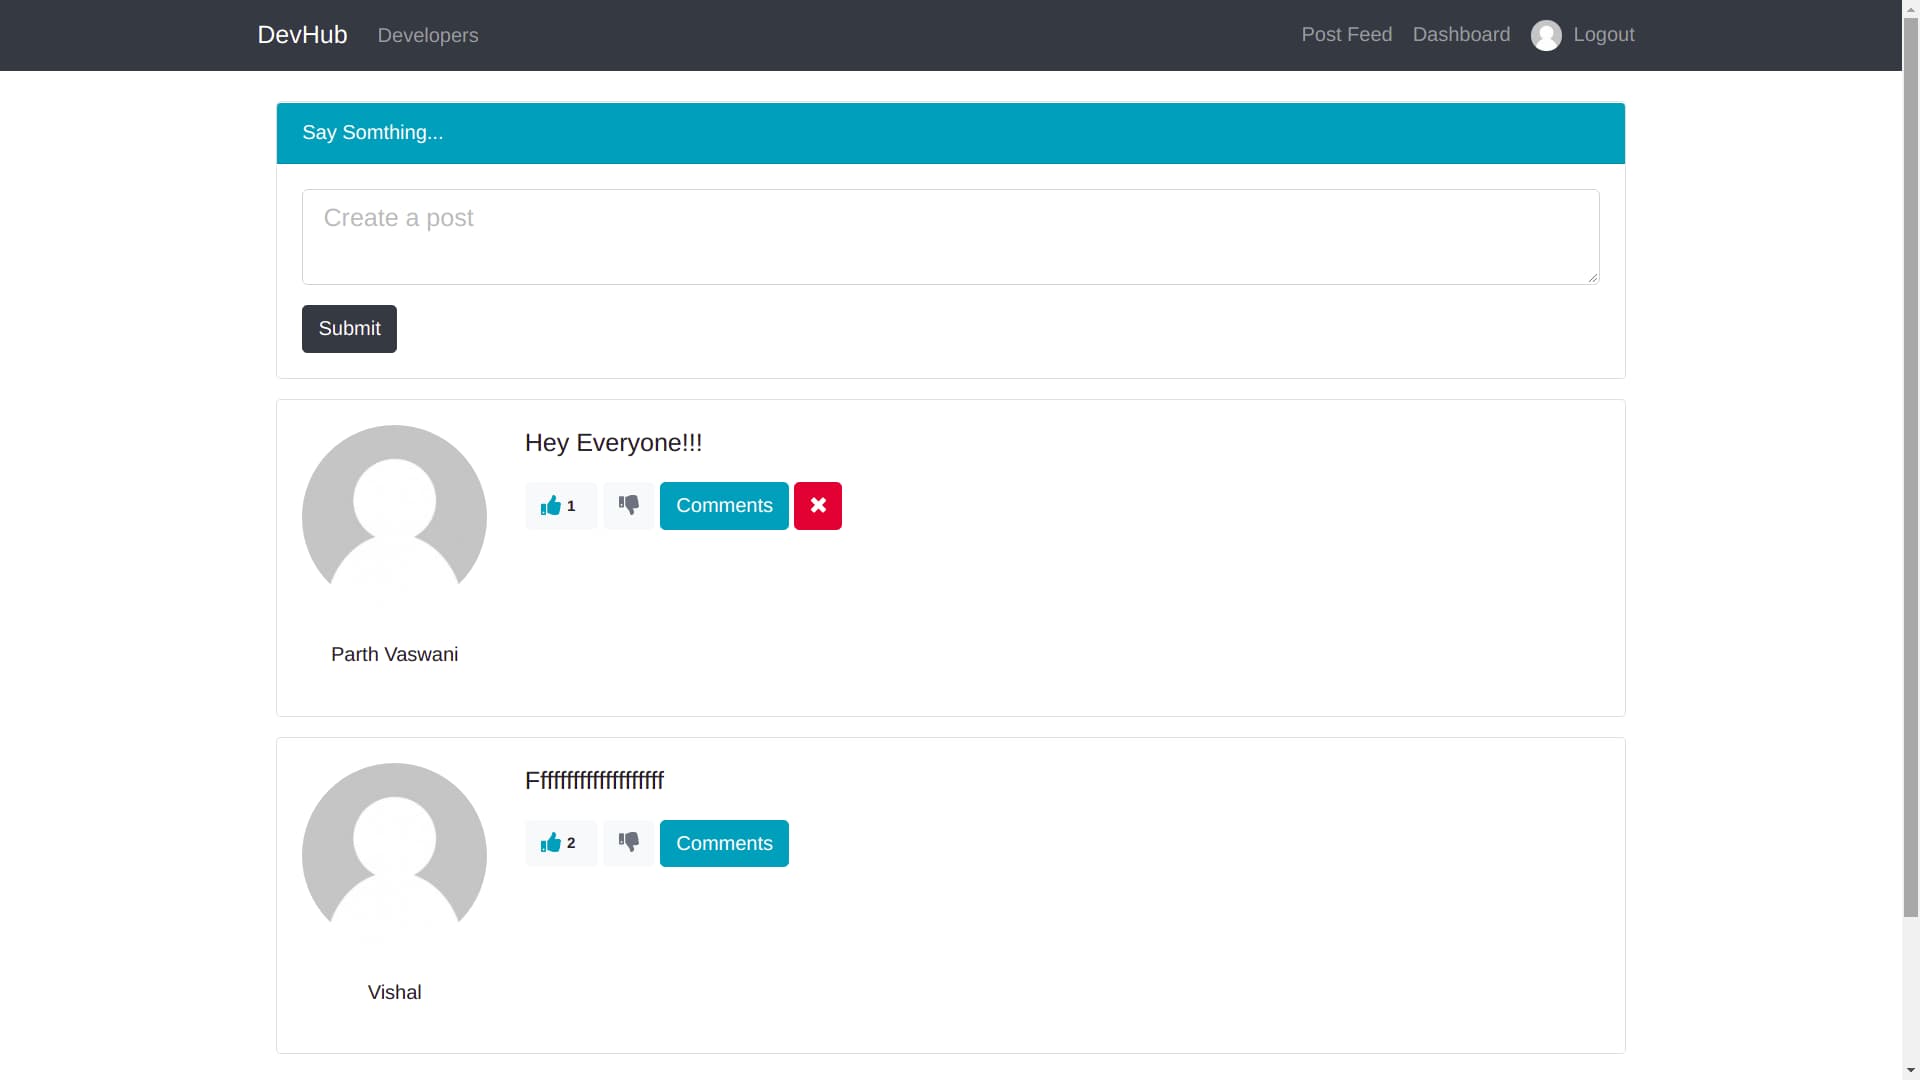 DevHub Developers Post Feed Dashboard Logout
Say Somthing...
Create a post
Submit
Hey Everyone!!!
1 Comments
Parth Vaswani
Ffffffffffffffffffff
2 Comments
Vishal